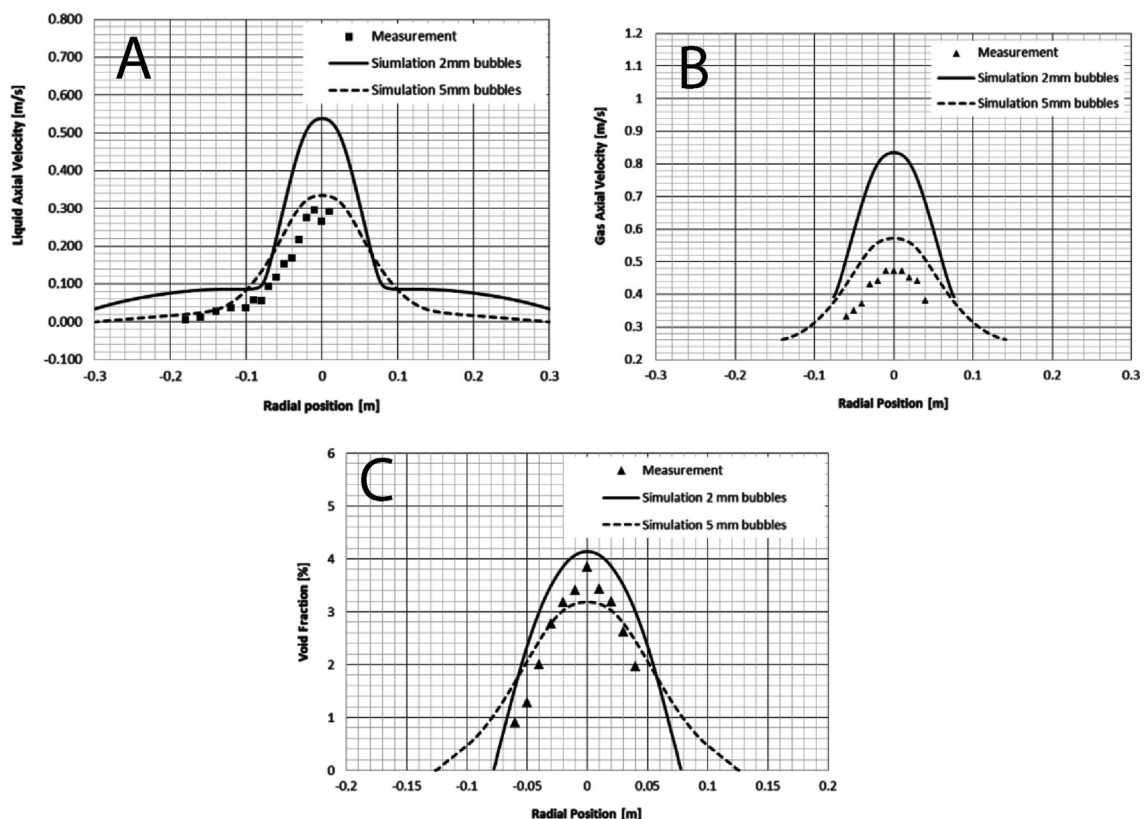 A
Measurement
Siumlation 2mm bubbles
Simulation 5mm bubbles
0.800
0.700
0.600
0.500
0.400
0.300
0.200
0.100
0.000
-0.100
Liquid Axial Velocity [m/s]
-0.3
-0.2
-0.1
0
0.1
0.2
0.3
Radial position [m]
B
Measurement
Simulation 2mm bubbles
Simulation 5mm bubbles
1.2
1.1
1
0.9
0.8
0.7
0.6
0.5
0.4
0.3
0.2
Gas Axial Velocity [m/s]
-0.3
-0.2
-0.1
0
0.1
0.2
0.3
Radial Position [m]
C
Measurement
Simulation 2 mm bubbles
Simulation 5 mm bubbles
6
5
4
3
2
1
0
Void Fraction [%]
-0.2
-0.15
-0.1
-0.05
0
0.05
0.1
0.15
0.2
Radial Position [m]